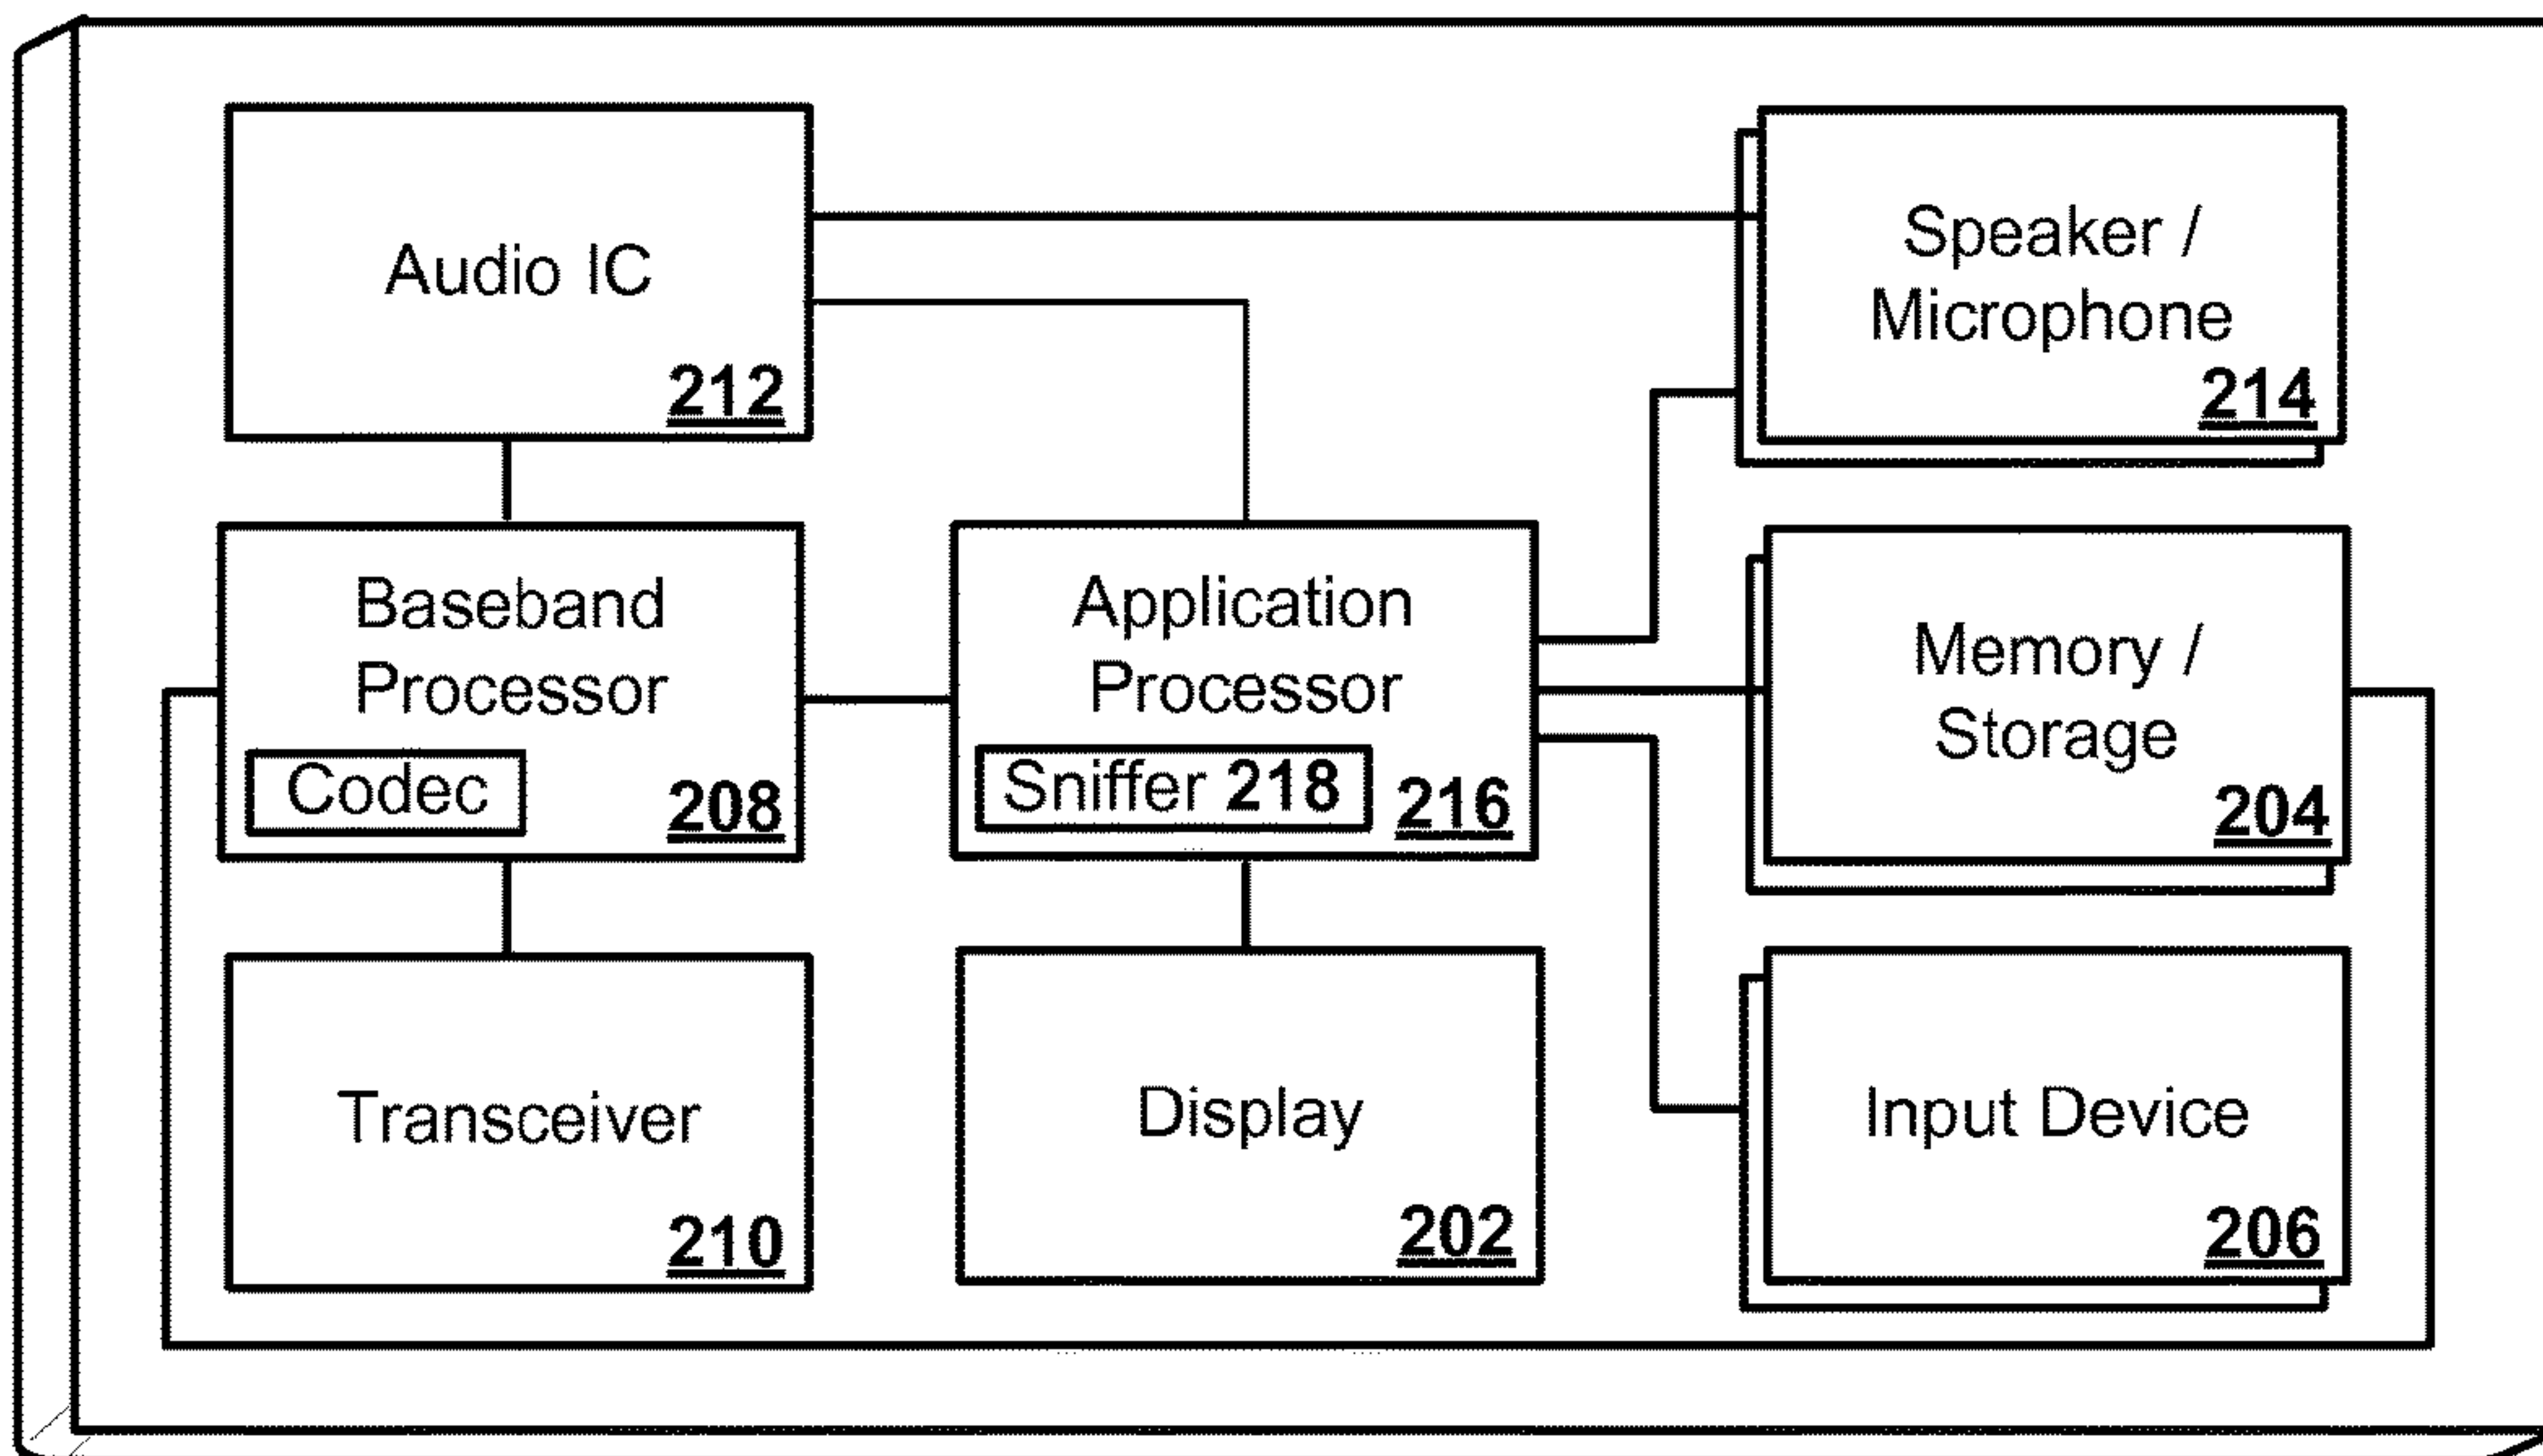 Audio IC
212
Speaker /
Microphone
214
Baseband
Processor
Codec
208
Application
Processor
Sniffer 218
216
Memory /
Storage
204
Transceiver
210
Display
202
Input Device
206